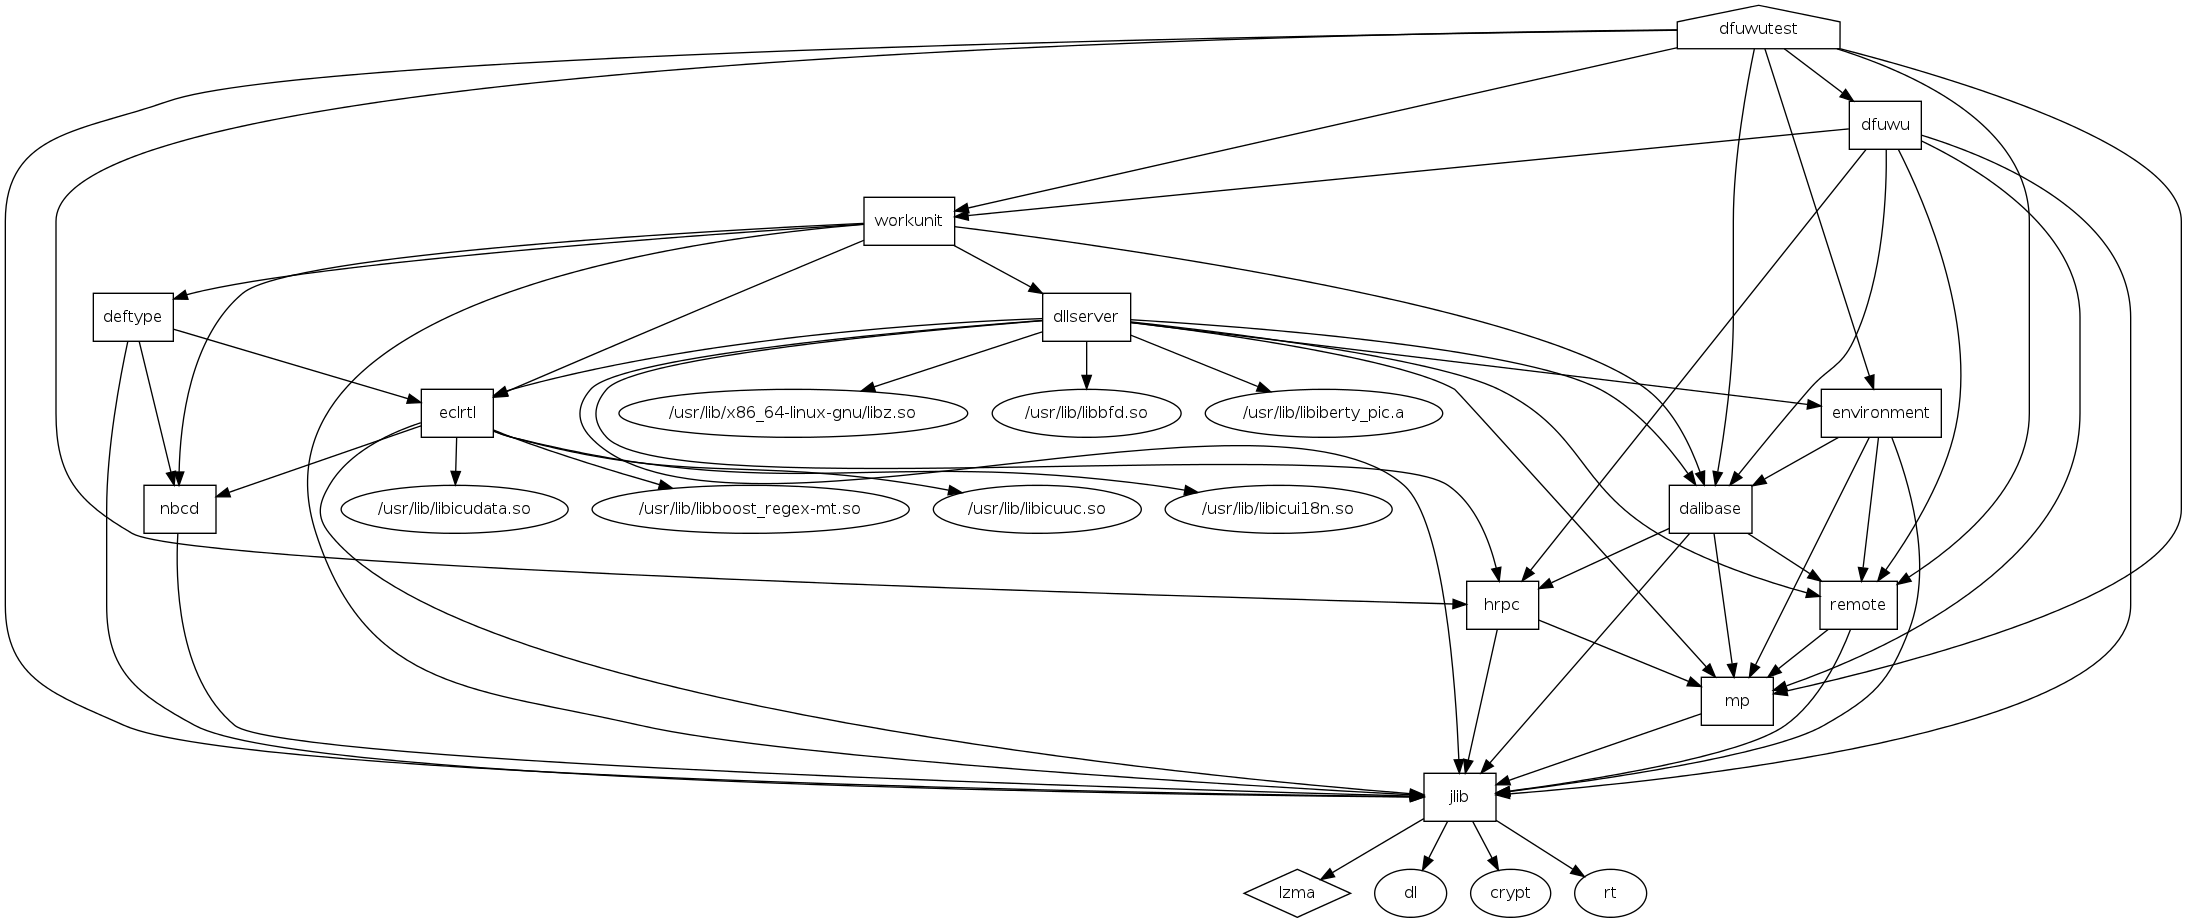 dfuwutest
dfuwu
workunit
deftype
dllserver
eclrtl
/usr/lib/x86_64-linux-gnu/libz.so
/usr/lib/libbfd.so
/usr/lib/libiberty_pic.a
environment
nbcd
/usr/lib/libicudata.so
/usr/lib/libboost_regex-mt.so
/usr/lib/libicuuc.so
/usr/lib/libicui18n.so
dalibase
hrpc
remote
mp
jlib
lzma
dl
crypt
rt